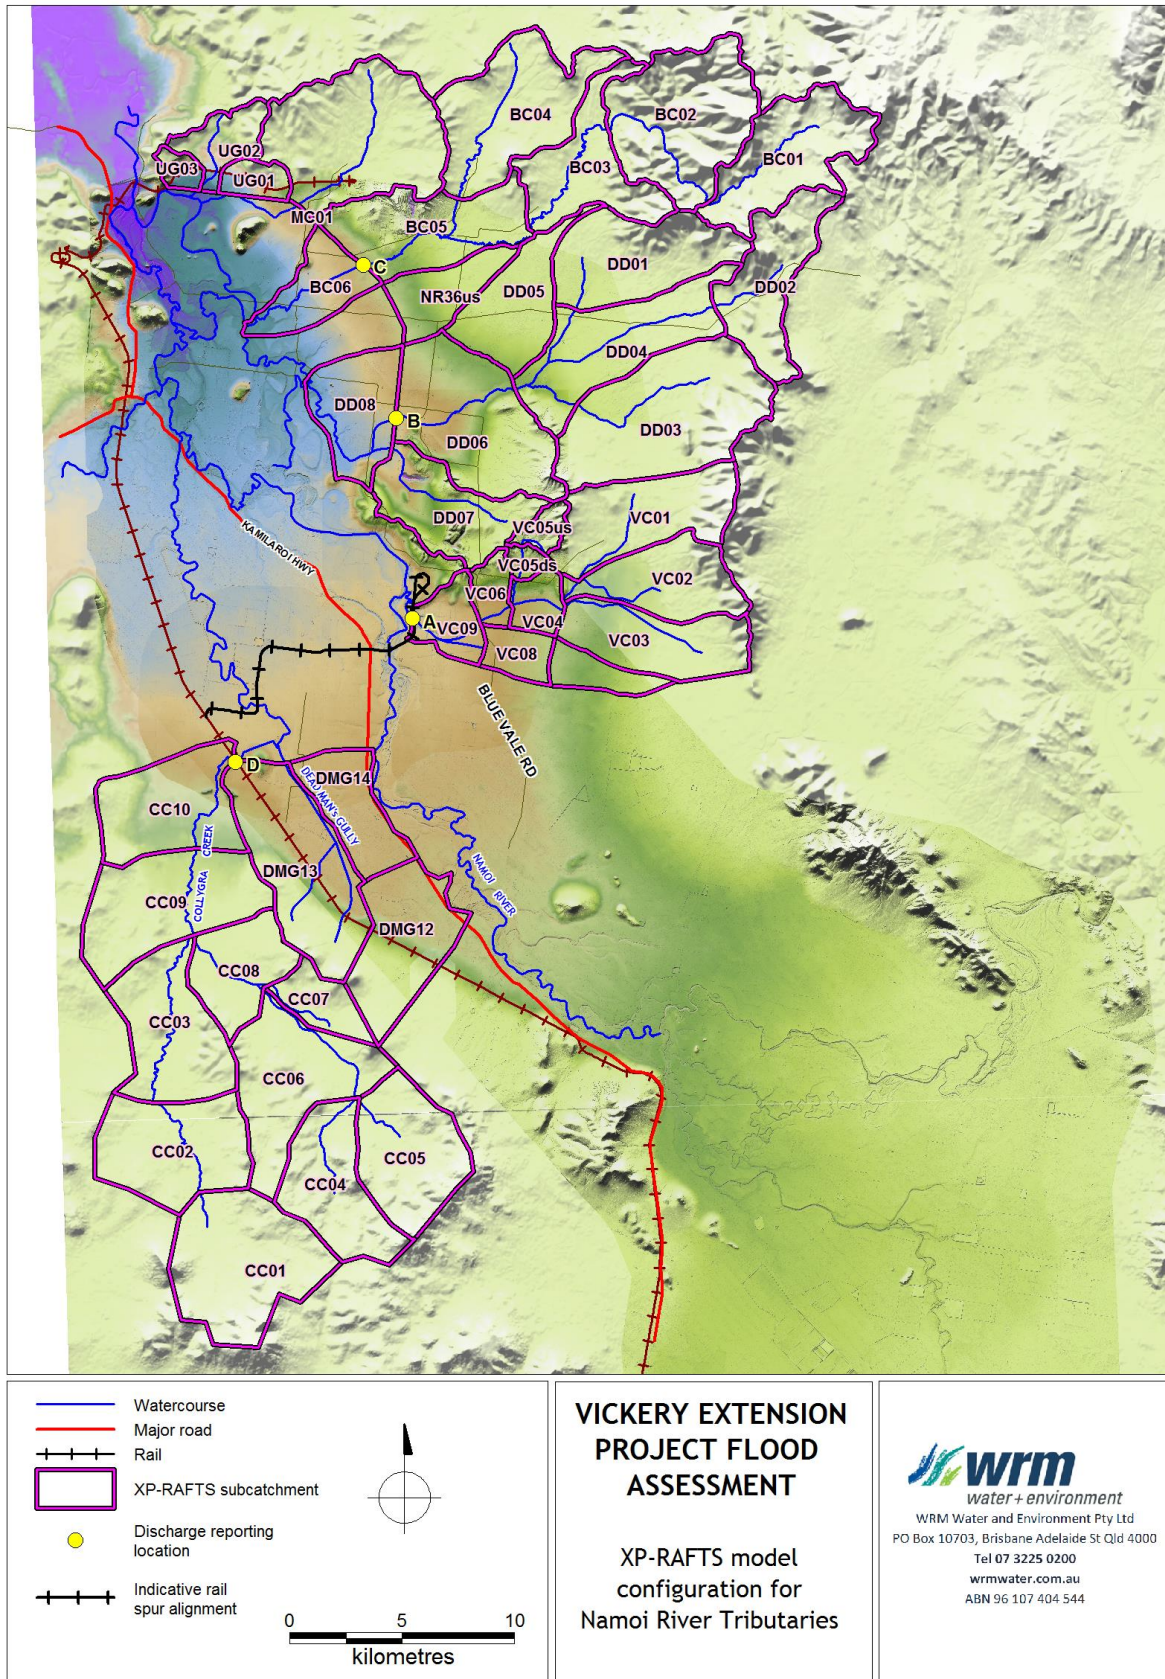 BC04
BC02
UG02
BC03
BC01
UG03
UG01
MC01
BC05
C
DD01
BC06
NR36us
DD05
DD02
DD04
DD08
B
DD03
DD06
DD07
VC05us
VC01
KAMILAROI HWY
VC05ds
VC02
VC06
A
VC09
VC04
VC03
VC08
BLUE VALE RD
D
DMG14
DEAD MAN's GULLY
CC10
COLLYGRA CREEK
DMG13
NAMOI RIVER
CC09
DMG12
CC08
CC07
CC03
CC06
CC02
CC05
CC04
CC01
Watercourse
Major road
Rail
XP-RAFTS subcatchment
Discharge reporting
location
Indicative rail
spur alignment
0 5 10
kilometres
VICKERY EXTENSION
PROJECT FLOOD
ASSESSMENT
XP-RAFTS model
configuration for
Namoi River Tributaries
wrm
water + environment
WRM Water and Environment Pty Ltd
PO Box 10703, Brisbane Adelaide St Qld 4000
Tel 07 3225 0200
wrmwater.com.au
ABN 96 107 404 544